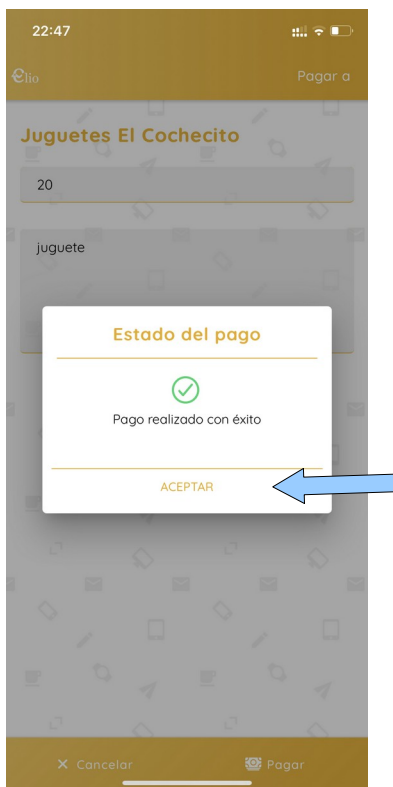 22:47
€lio
Pagar a
Juguetes El Cochecito
20
juguete
Estado del pago
Pago realizado con éxito
ACEPTAR
Cancelar
Pagar